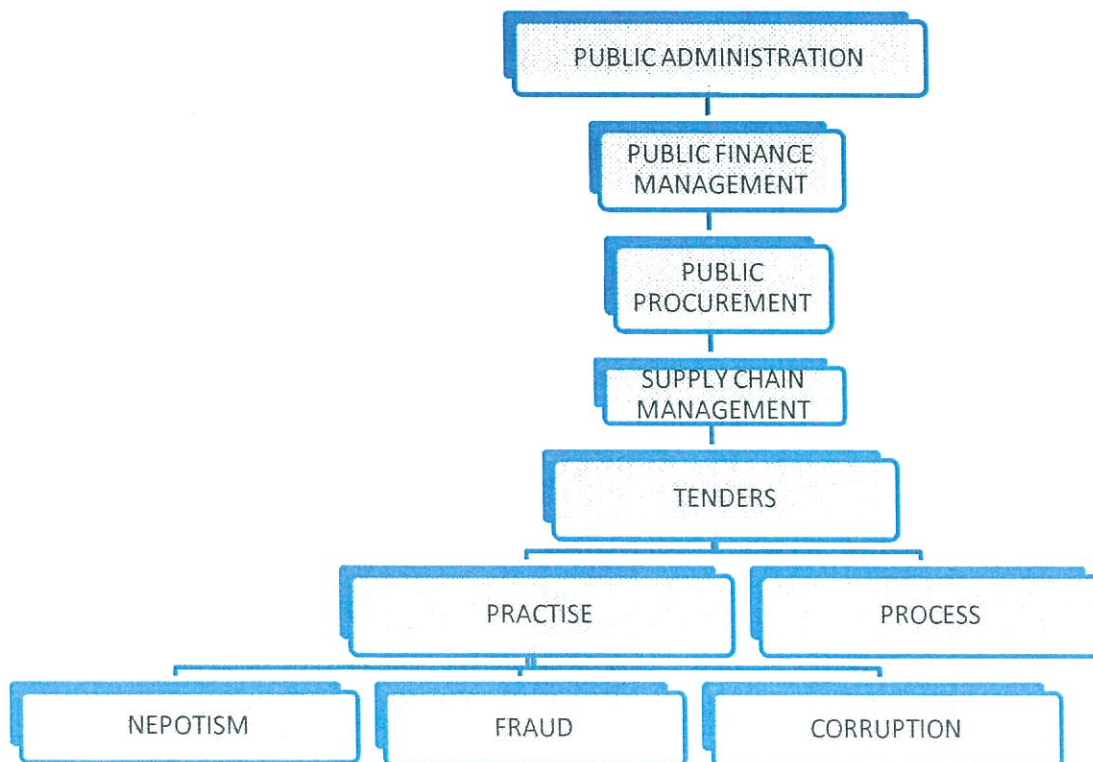 PUBLIC ADMINISTRATION
PUBLIC FINANCE
MANAGEMENT
PUBLIC
PROCUREMENT
SUPPLY CHAIN
MANAGEMENT
TENDERS
PRACTISE
PROCESS
NEPOTISM
FRAUD
CORRUPTION